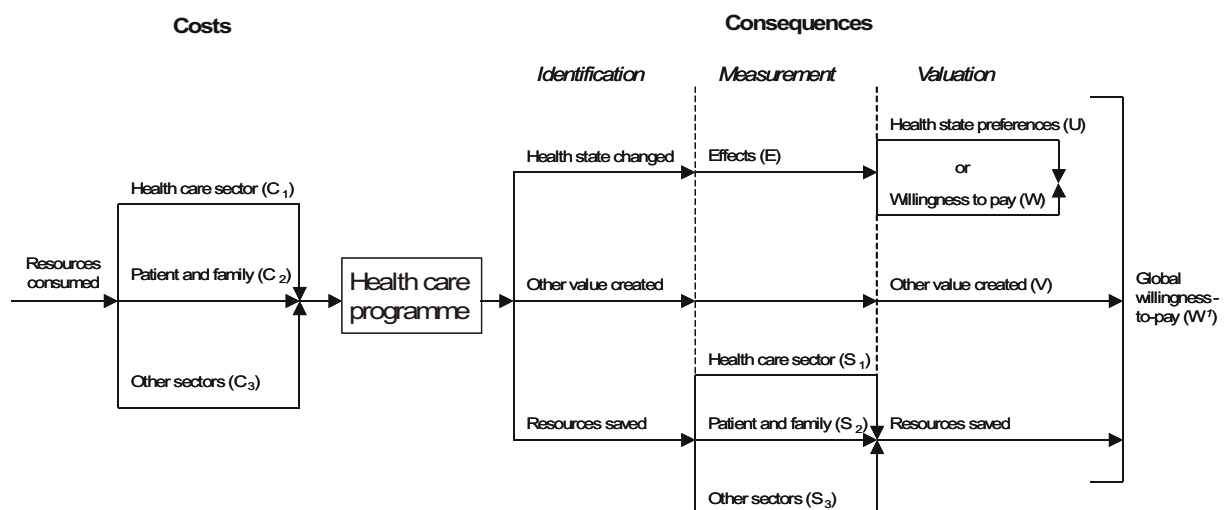 Costs
Consequences
Identification
Measurement
Valuation
Resources
consumed
Health care sector (C₁)
Patient and family (C₂)
Other sectors (C₃)
Health care
programme
Health state changed
Effects (E)
Health state preferences (U)
or
Willingness to pay (W)
Other value created
Other value created (V)
Health care sector (S₁)
Resources saved
Patient and family (S₂)
Resources saved
Other sectors (S₃)
Global
willingness-
to-pay (W¹)